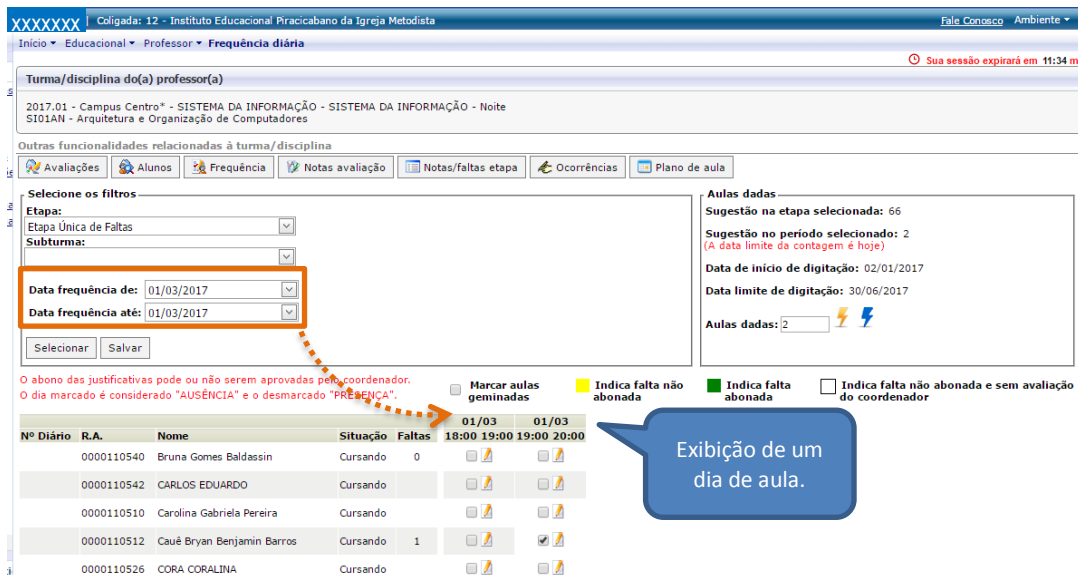 XXXXXXX Coligada: 12 - Instituto Educacional Piracicabano da Igreja Metodista Fale Conosco Ambiente
Início Educacional Professor Frequência diária
Sua sessão expirará em 11:34 m
Turma/disciplina do(a) professor(a)
2017.01 - Campus Centro* - SISTEMA DA INFORMAÇÃO - SISTEMA DA INFORMAÇÃO - Noite
SI01AN - Arquitetura e Organização de Computadores
Outras funcionalidades relacionadas à turma/disciplina
Avaliações Alunos Frequência Notas avaliação Notas/faltas etapa Ocorrências Plano de aula
Selecione os filtros
Etapa:
Etapa Única de Faltas
Subturma:
Data frequência de: 01/03/2017
Data frequência até: 01/03/2017
Selecionar Salvar
Aulas dadas
Sugestão na etapa selecionada: 66
Sugestão no período selecionado: 2
(A data limite da contagem é hoje)
Data de início de digitação: 02/01/2017
Data limite de digitação: 30/06/2017
Aulas dadas: 2
O abono das justificativas pode ou não serem aprovadas pelo coordenador.
O dia marcado é considerado "AUSÊNCIA" e o desmarcado "PRESENÇA".
Marcar aulas
geminadas
Indica falta não
abonada
Indica falta
abonada
Indica falta não abonada e sem avaliação
do coordenador
01/03 01/03
Nº Diário R.A. Nome Situação Faltas 18:00 19:00 19:00 20:00
0000110540 Bruna Gomes Baldassin Cursando 0
0000110542 CARLOS EDUARDO Cursando
0000110510 Carolina Gabriela Pereira Cursando
0000110512 Cauê Bryan Benjamin Barros Cursando 1
0000110526 CORA CORALINA Cursando
Exibição de um
dia de aula.